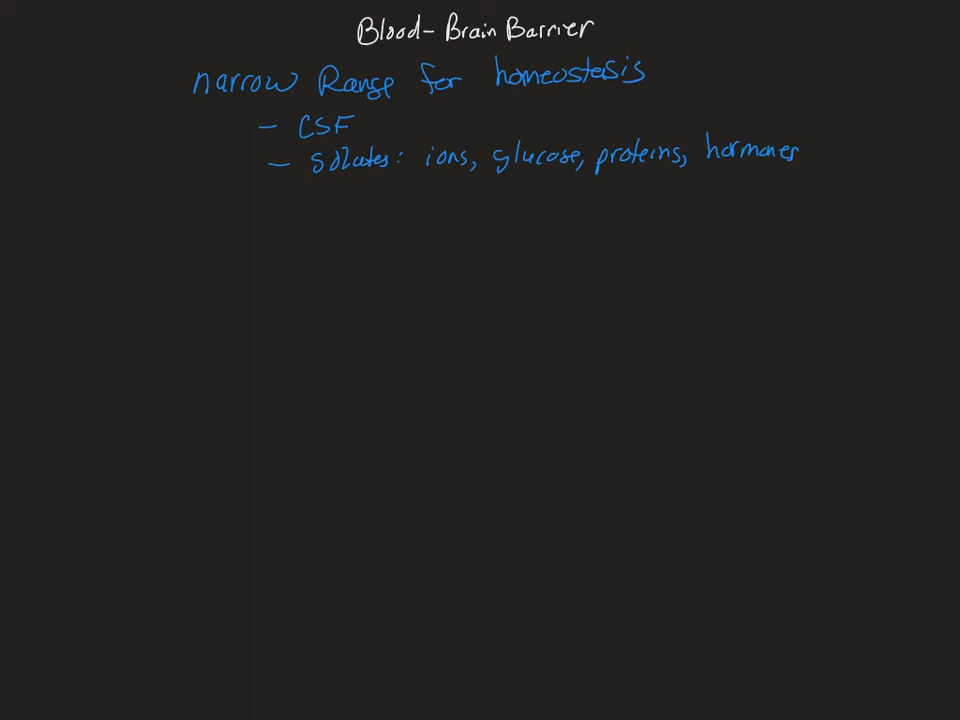 Blood-Brain Barrier
narrow Range for homeostasis
- CSF
- Solutes: ions, glucose, proteins, hormones